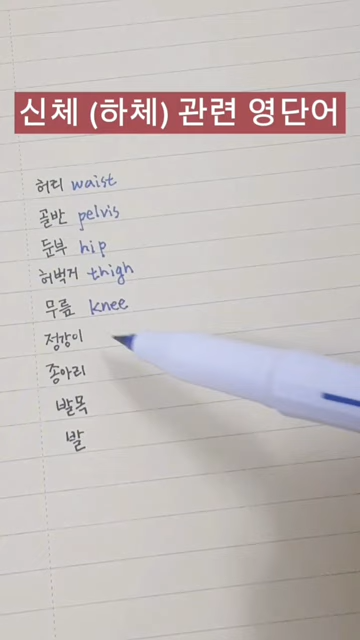 신체 (하체) 관련 영단어
허리 waist
골반 pelvis
둔부 hip
허벅지 thigh
무릎 knee
정강이
종아리
발목
발